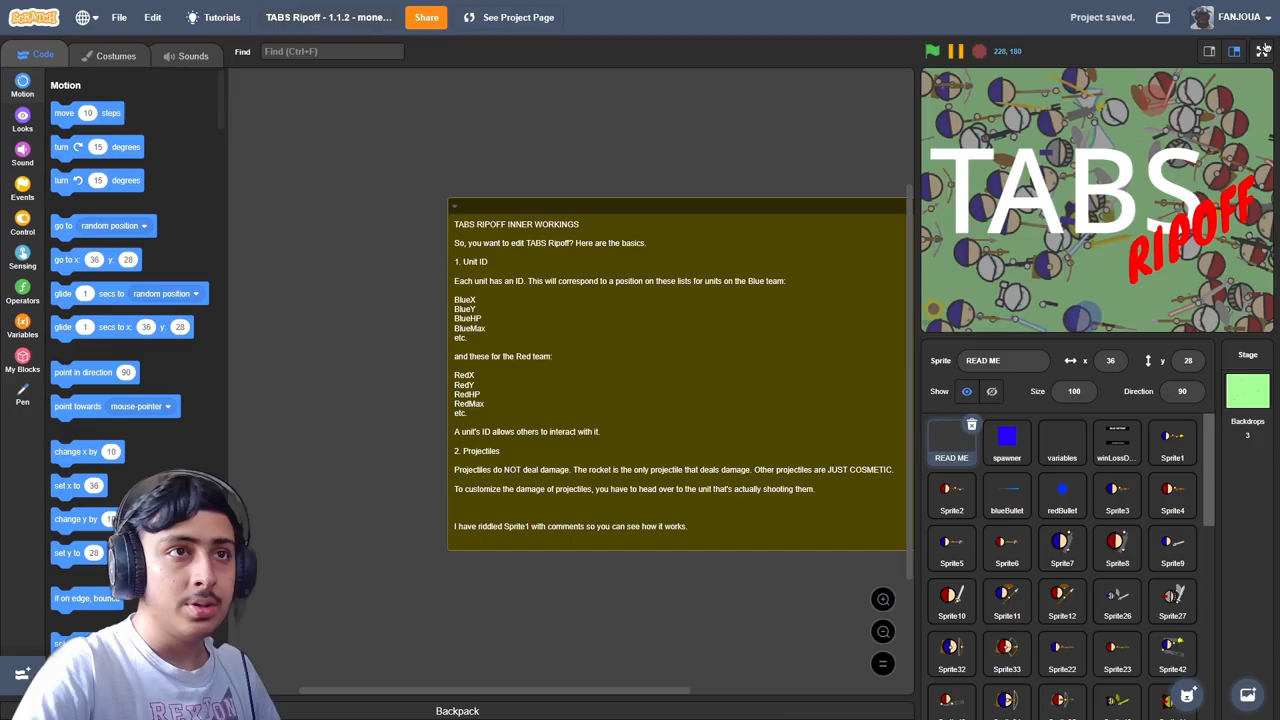 SCRATCH
File
Edit
Tutorials
TABS Ripoff - 1.1.2 - mone...
Share
See Project Page
Project saved.
FANJOUA
Code
Costumes
Sounds
Find
Find (Ctrl+F)
228, 180
Motion
Looks
Sound
Events
Control
Sensing
Operators
Variables
My Blocks
Pen
Motion
move 10 steps
turn 15 degrees
turn 15 degrees
go to random position
go to x: 36 y: 28
glide 1 secs to random position
glide 1 secs to x: 36 y: 28
point in direction 90
point towards mouse-pointer
change x by 10
set x to 36
change y by 10
set y to 28
if on edge, bounce
TABS RIPOFF INNER WORKINGS
So, you want to edit TABS Ripoff? Here are the basics.
1. Unit ID
Each unit has an ID. This will correspond to a position on these lists for units on the Blue team:
BlueX
BlueY
BlueHP
BlueMax
etc.
and these for the Red team:
RedX
RedY
RedHP
RedMax
etc.
A unit's ID allows others to interact with it.
2. Projectiles
Projectiles do NOT deal damage. The rocket is the only projectile that deals damage. Other projectiles are JUST COSMETIC.
To customize the damage of projectiles, you have to head over to the unit that's actually shooting them.
I have riddled Sprite1 with comments so you can see how it works.
Backpack
TABS
RIPOFF
Sprite
READ ME
x
36
y
28
Show
Size
100
Direction
90
Stage
Backdrops
3
READ ME
spawner
variables
winLossD...
Sprite1
Sprite2
blueBullet
redBullet
Sprite3
Sprite4
Sprite5
Sprite6
Sprite7
Sprite8
Sprite9
Sprite10
Sprite11
Sprite12
Sprite26
Sprite27
Sprite32
Sprite33
Sprite22
Sprite23
Sprite42